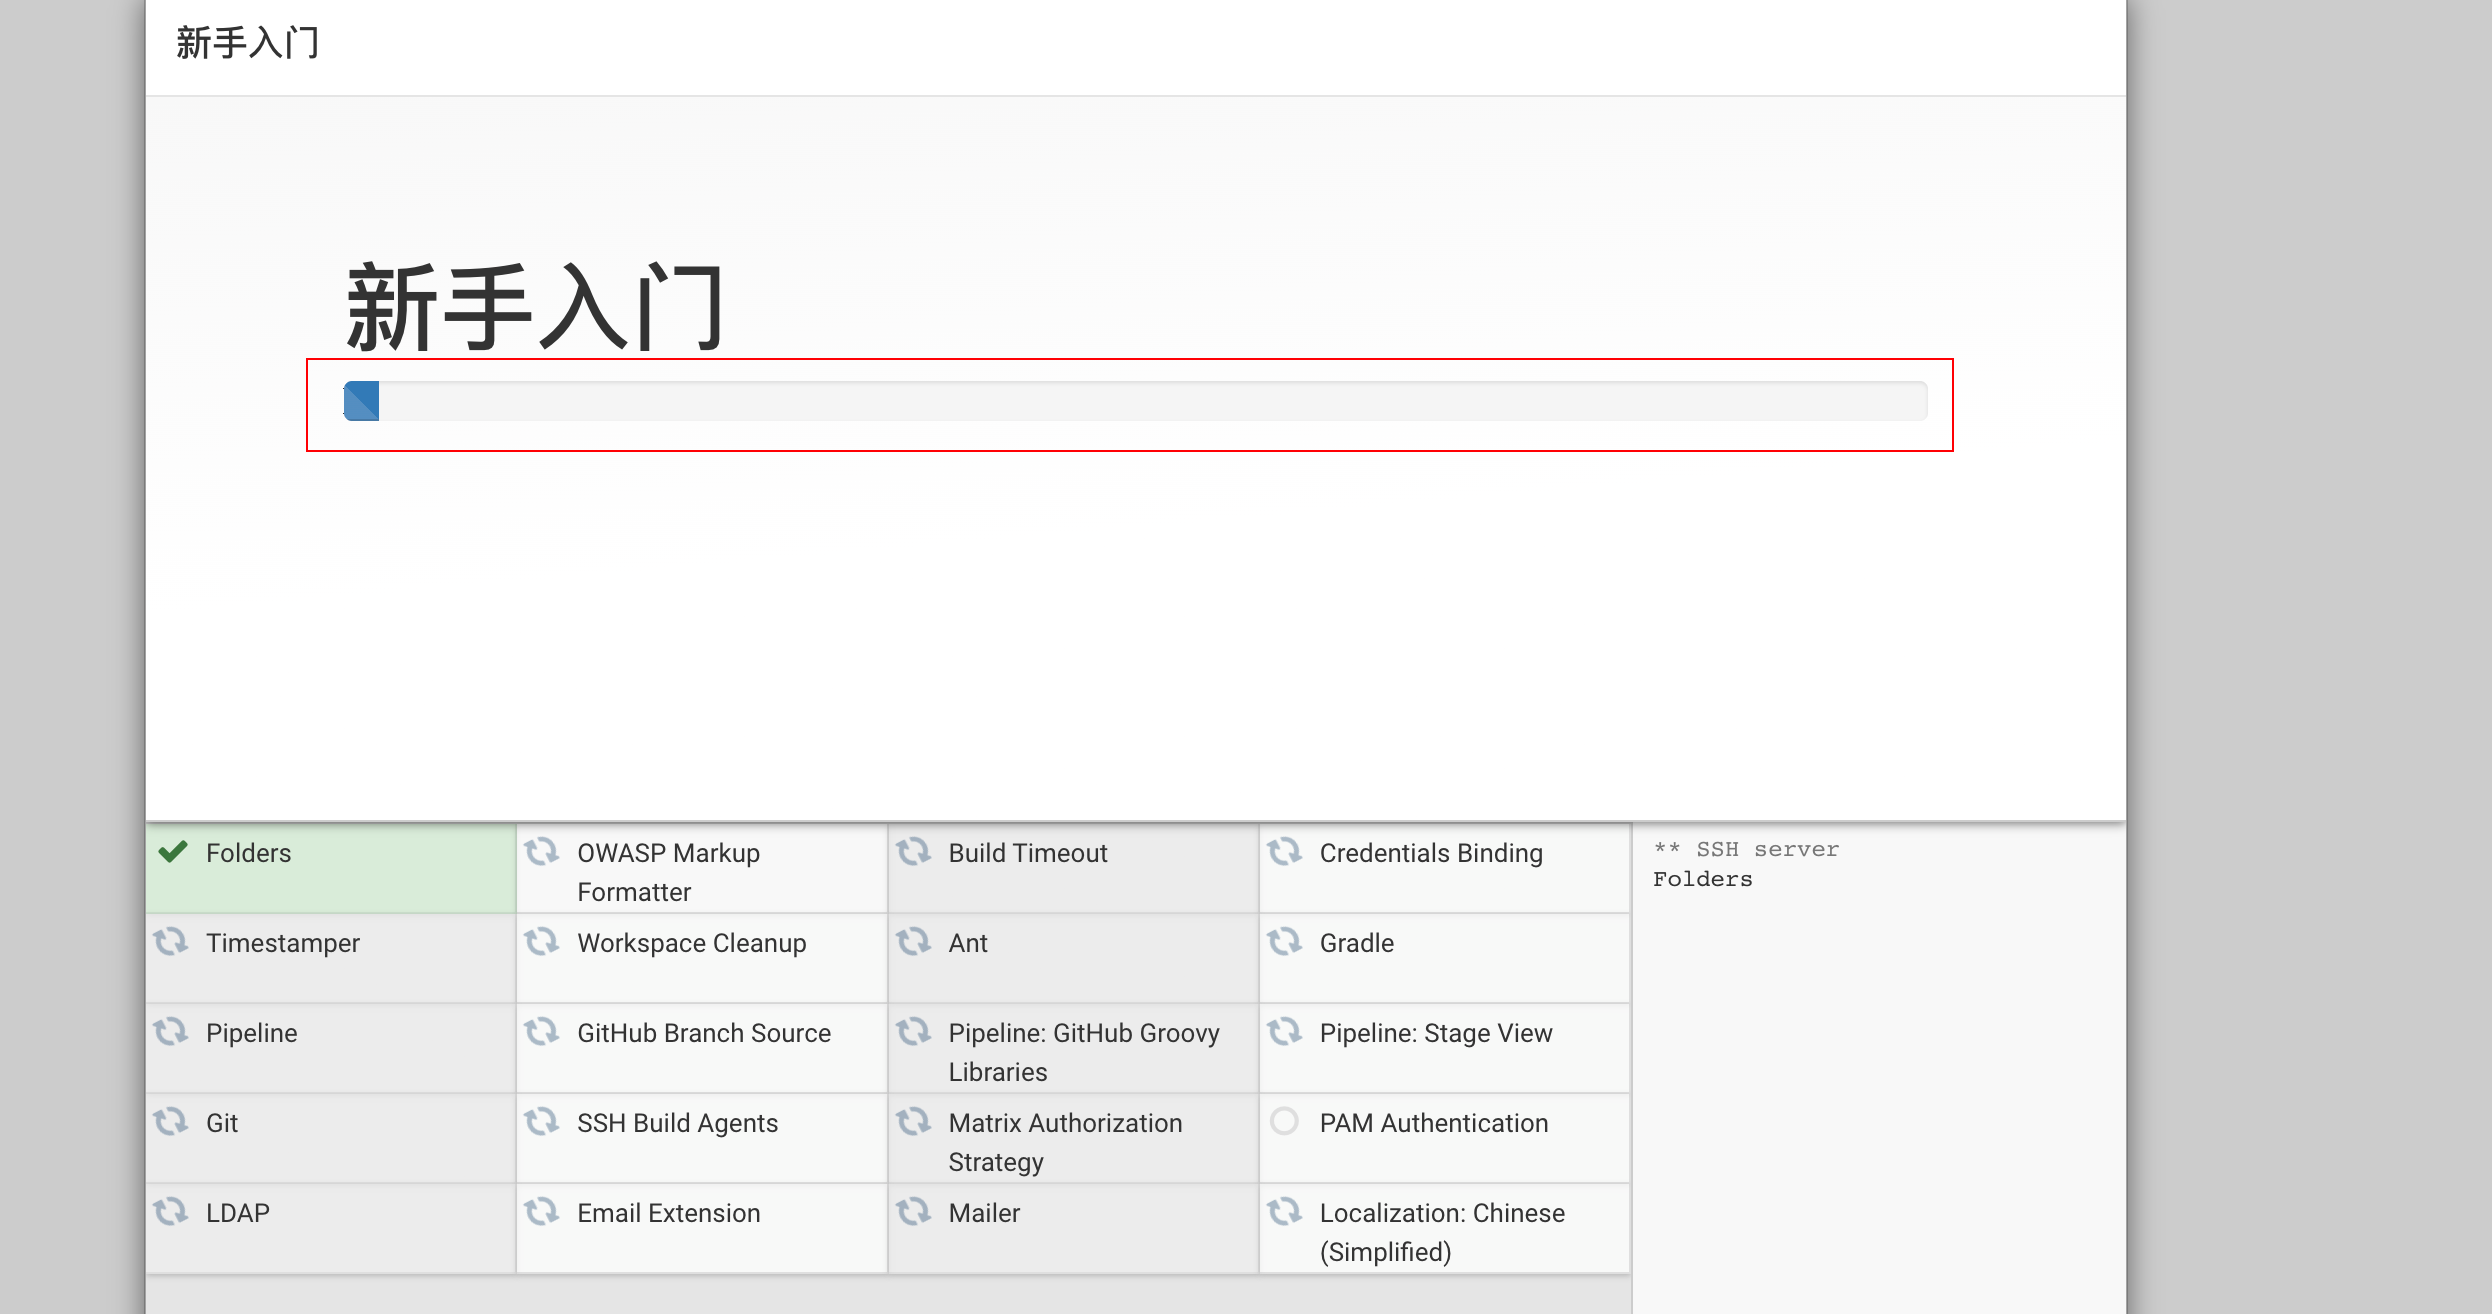 新手入门
新手入门
Folders
OWASP Markup
Formatter
Build Timeout
Credentials Binding
Timestamper
Workspace Cleanup
Ant
Gradle
Pipeline
GitHub Branch Source
Pipeline: GitHub Groovy
Libraries
Pipeline: Stage View
Git
SSH Build Agents
Matrix Authorization
Strategy
PAM Authentication
LDAP
Email Extension
Mailer
Localization: Chinese
(Simplified)
** SSH server
Folders